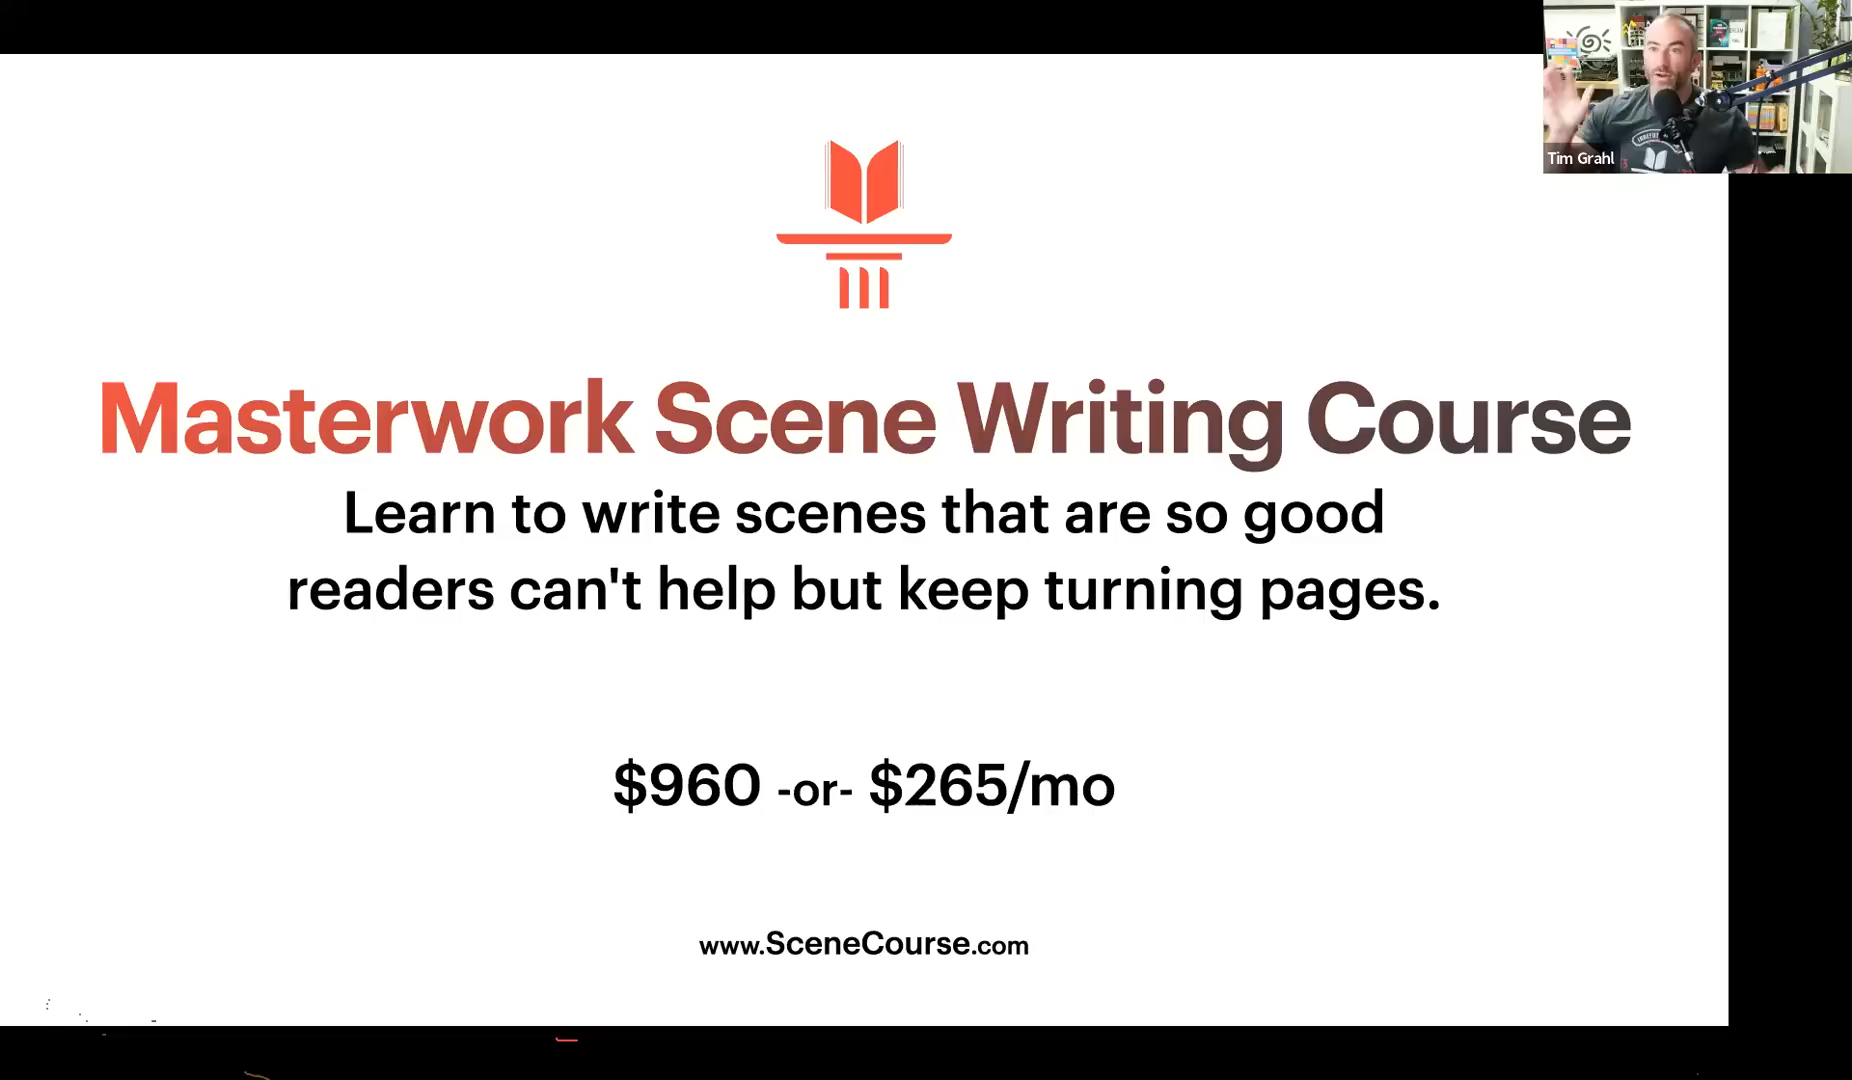 Tim Grahl
Masterwork Scene Writing Course
Learn to write scenes that are so good
readers can't help but keep turning pages.
$960 -or- $265/mo
www.SceneCourse.com